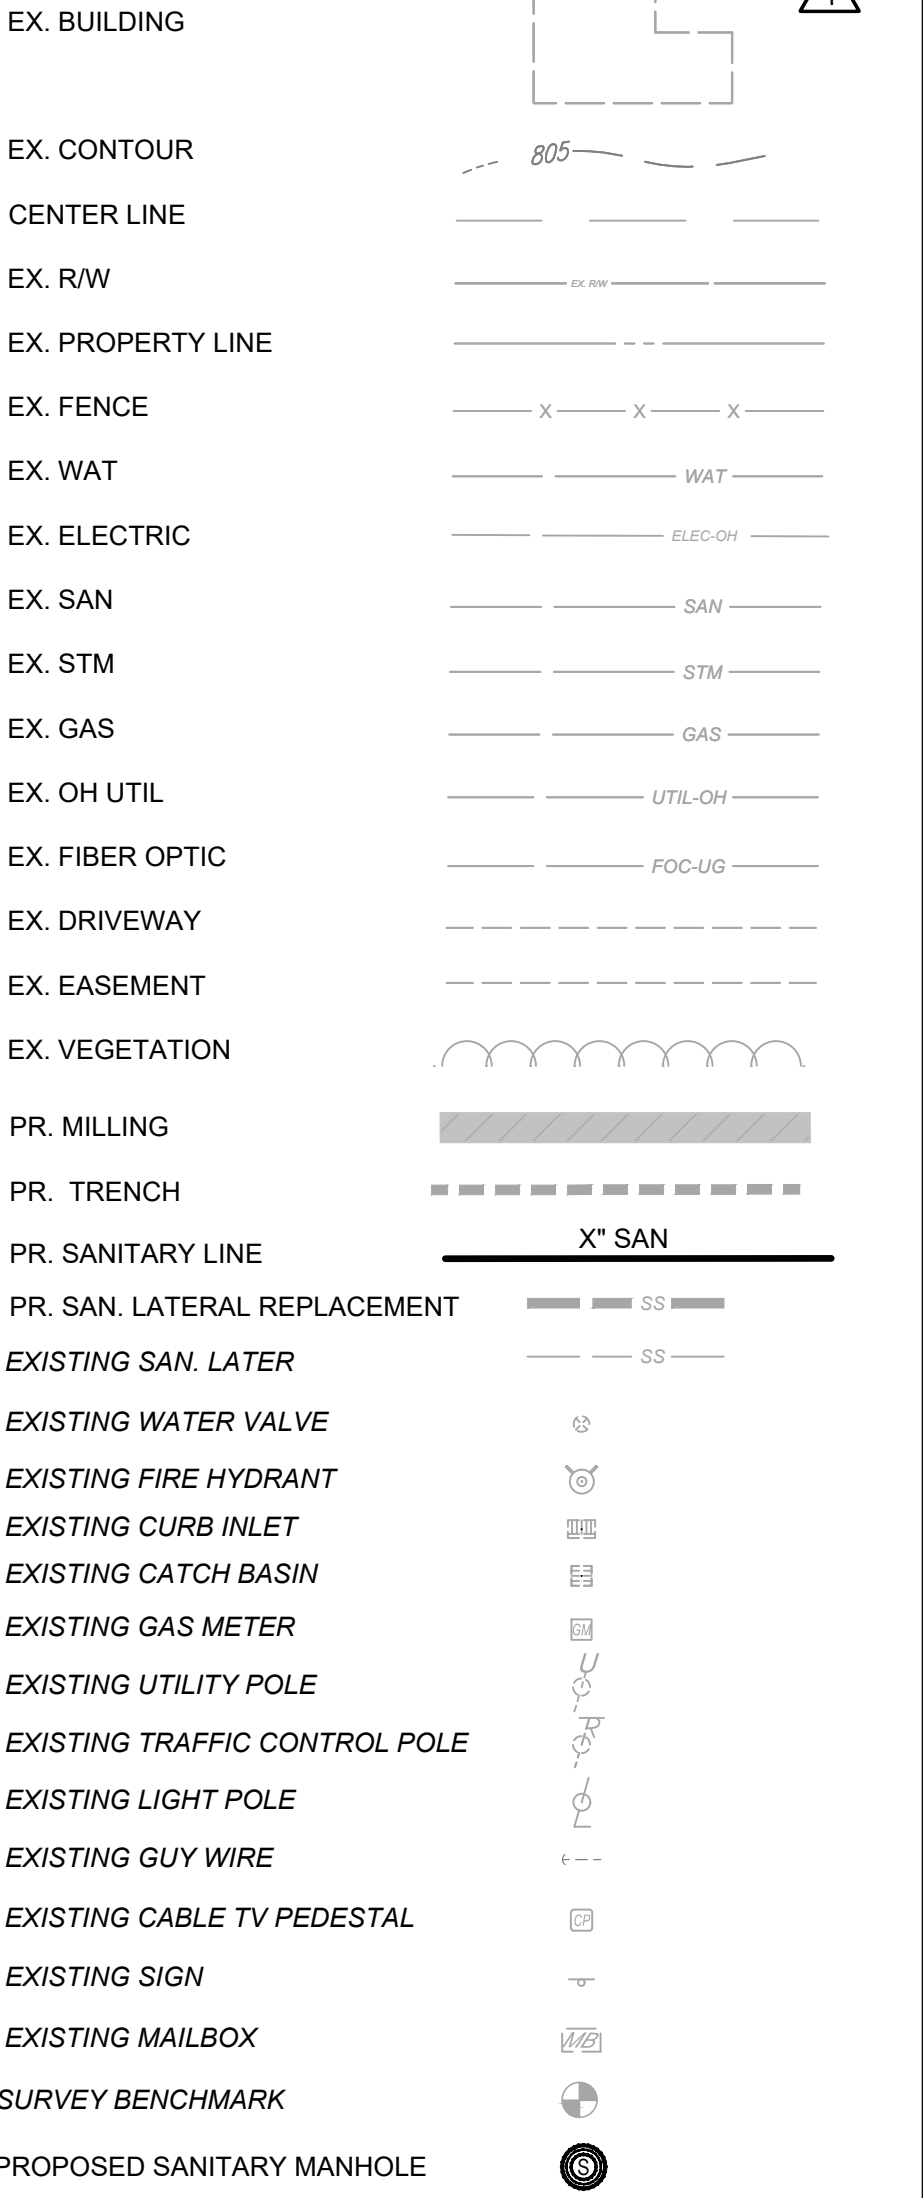 EX. BUILDING
EX. CONTOUR 805
CENTER LINE
EX. R/W EX. R/W
EX. PROPERTY LINE
EX. FENCE X X X
EX. WAT WAT
EX. ELECTRIC ELEC-OH
EX. SAN SAN
EX. STM STM
EX. GAS GAS
EX. OH UTIL UTIL-OH
EX. FIBER OPTIC FOC-UG
EX. DRIVEWAY
EX. EASEMENT
EX. VEGETATION
PR. MILLING
PR. TRENCH
PR. SANITARY LINE X" SAN
PR. SAN. LATERAL REPLACEMENT SS
EXISTING SAN. LATER SS
EXISTING WATER VALVE
EXISTING FIRE HYDRANT
EXISTING CURB INLET
EXISTING CATCH BASIN
EXISTING GAS METER GM
EXISTING UTILITY POLE U
EXISTING TRAFFIC CONTROL POLE R
EXISTING LIGHT POLE
EXISTING GUY WIRE
EXISTING CABLE TV PEDESTAL CP
EXISTING SIGN
EXISTING MAILBOX MB
SURVEY BENCHMARK
PROPOSED SANITARY MANHOLE S